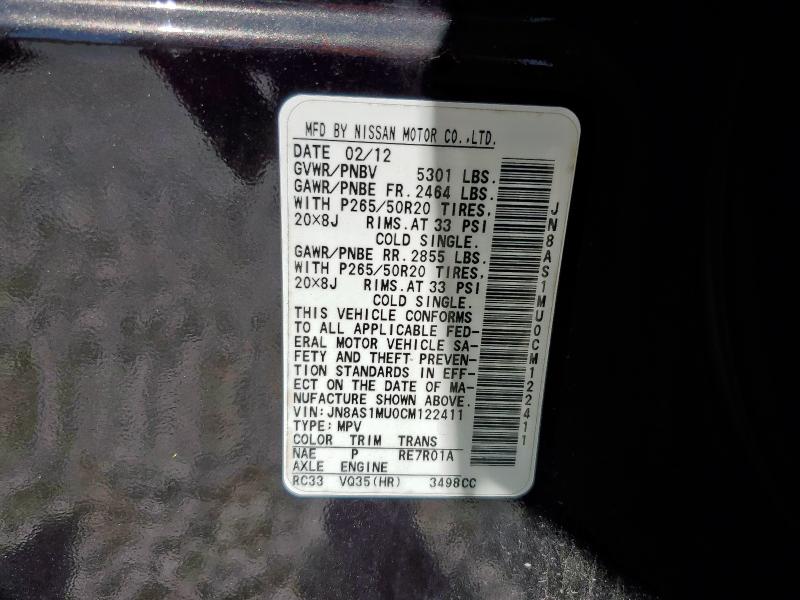 MFD BY NISSAN MOTOR CO.,LTD.
DATE 02/12
GVWR/PNBV 5301 LBS.
GAWR/PNBE FR. 2464 LBS.
WITH P265/50R20 TIRES,
20×8J RIMS.AT 33 PSI
COLD SINGLE.
GAWR/PNBE RR. 2855 LBS.
WITH P265/50R20 TIRES,
20×8J RIMS.AT 33 PSI
COLD SINGLE.
THIS VEHICLE CONFORMS
TO ALL APPLICABLE FED-
ERAL MOTOR VEHICLE SA-
FETY AND THEFT PREVEN-
TION STANDARDS IN EFF-
ECT ON THE DATE OF MA-
NUFACTURE SHOWN ABOVE.
VIN:JN8AS1MU0CM122411
TYPE:MPV
COLOR TRIM TRANS
NAE P RE7R01A
AXLE ENGINE
RC33 VQ35(HR) 3498CC
JN8AS1MU0CM122411